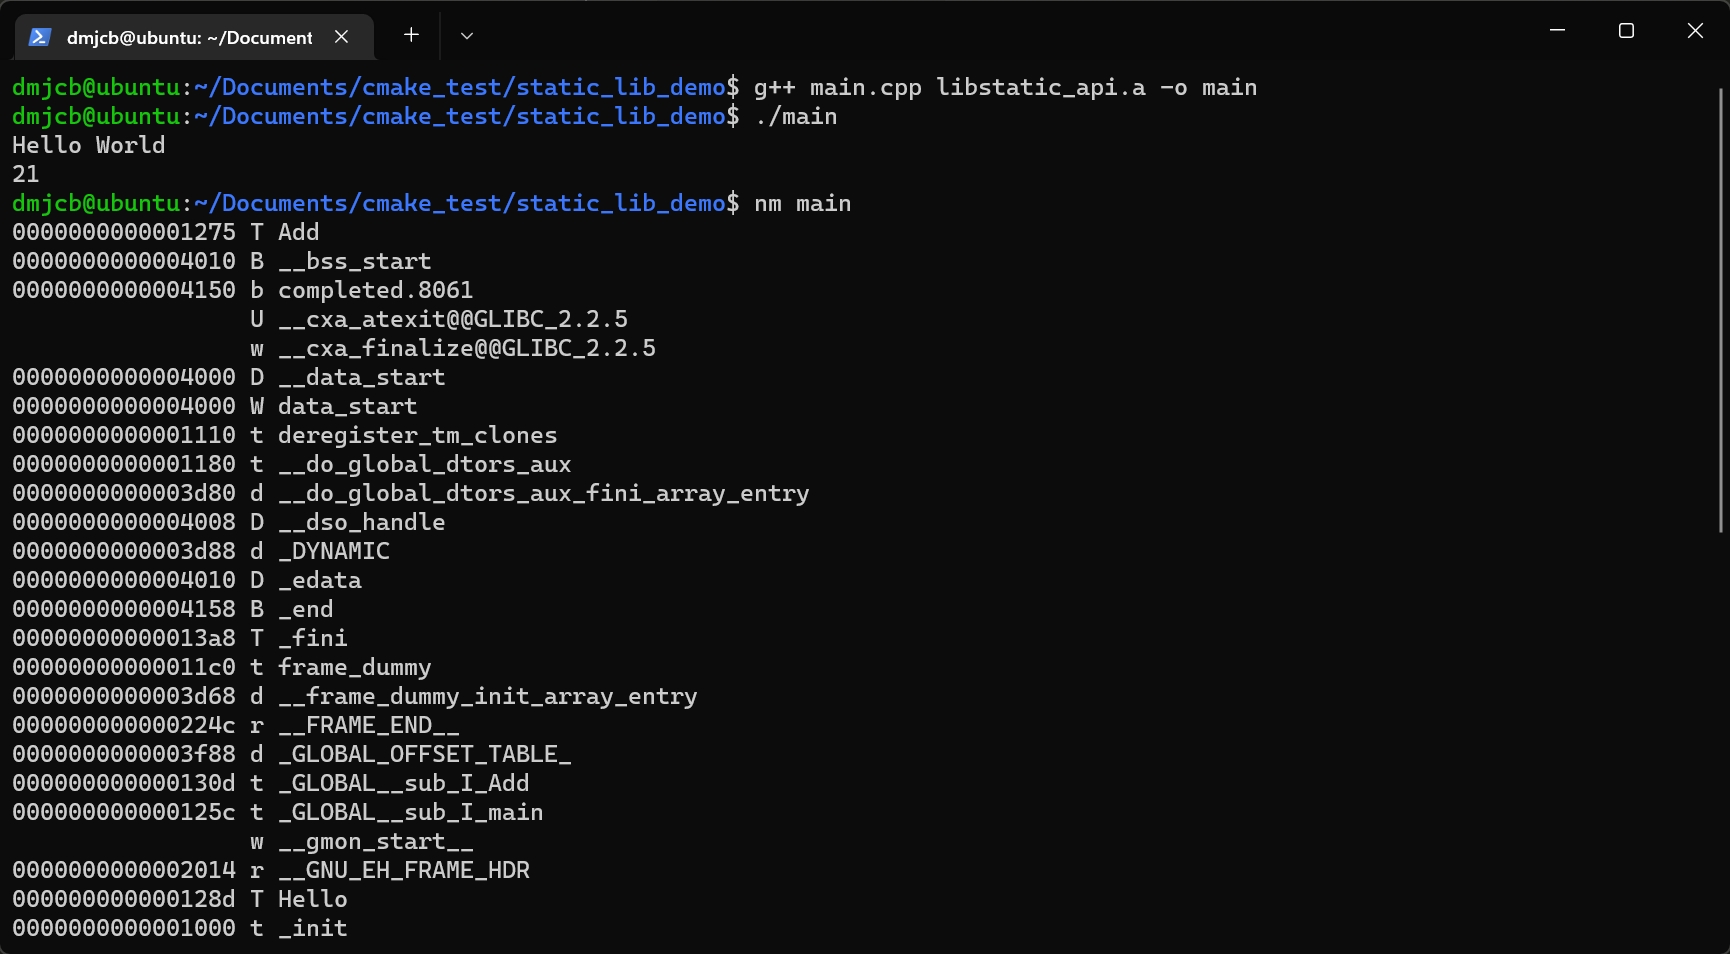 dmjcb@ubuntu: ~/Document
dmjcb@ubuntu:~/Documents/cmake_test/static_lib_demo$ g++ main.cpp libstatic_api.a -o main
dmjcb@ubuntu:~/Documents/cmake_test/static_lib_demo$ ./main
Hello World
21
dmjcb@ubuntu:~/Documents/cmake_test/static_lib_demo$ nm main
0000000000001275 T Add
0000000000004010 B __bss_start
0000000000004150 b completed.8061
U __cxa_atexit@@GLIBC_2.2.5
w __cxa_finalize@@GLIBC_2.2.5
0000000000004000 D __data_start
0000000000004000 W data_start
0000000000001110 t deregister_tm_clones
0000000000001180 t __do_global_dtors_aux
0000000000003d80 d __do_global_dtors_aux_fini_array_entry
0000000000004008 D __dso_handle
0000000000003d88 d _DYNAMIC
0000000000004010 D _edata
0000000000004158 B _end
00000000000013a8 T _fini
00000000000011c0 t frame_dummy
0000000000003d68 d __frame_dummy_init_array_entry
000000000000224c r __FRAME_END__
0000000000003f88 d _GLOBAL_OFFSET_TABLE_
000000000000130d t _GLOBAL__sub_I_Add
000000000000125c t _GLOBAL__sub_I_main
w __gmon_start__
0000000000002014 r __GNU_EH_FRAME_HDR
000000000000128d T Hello
0000000000001000 t _init